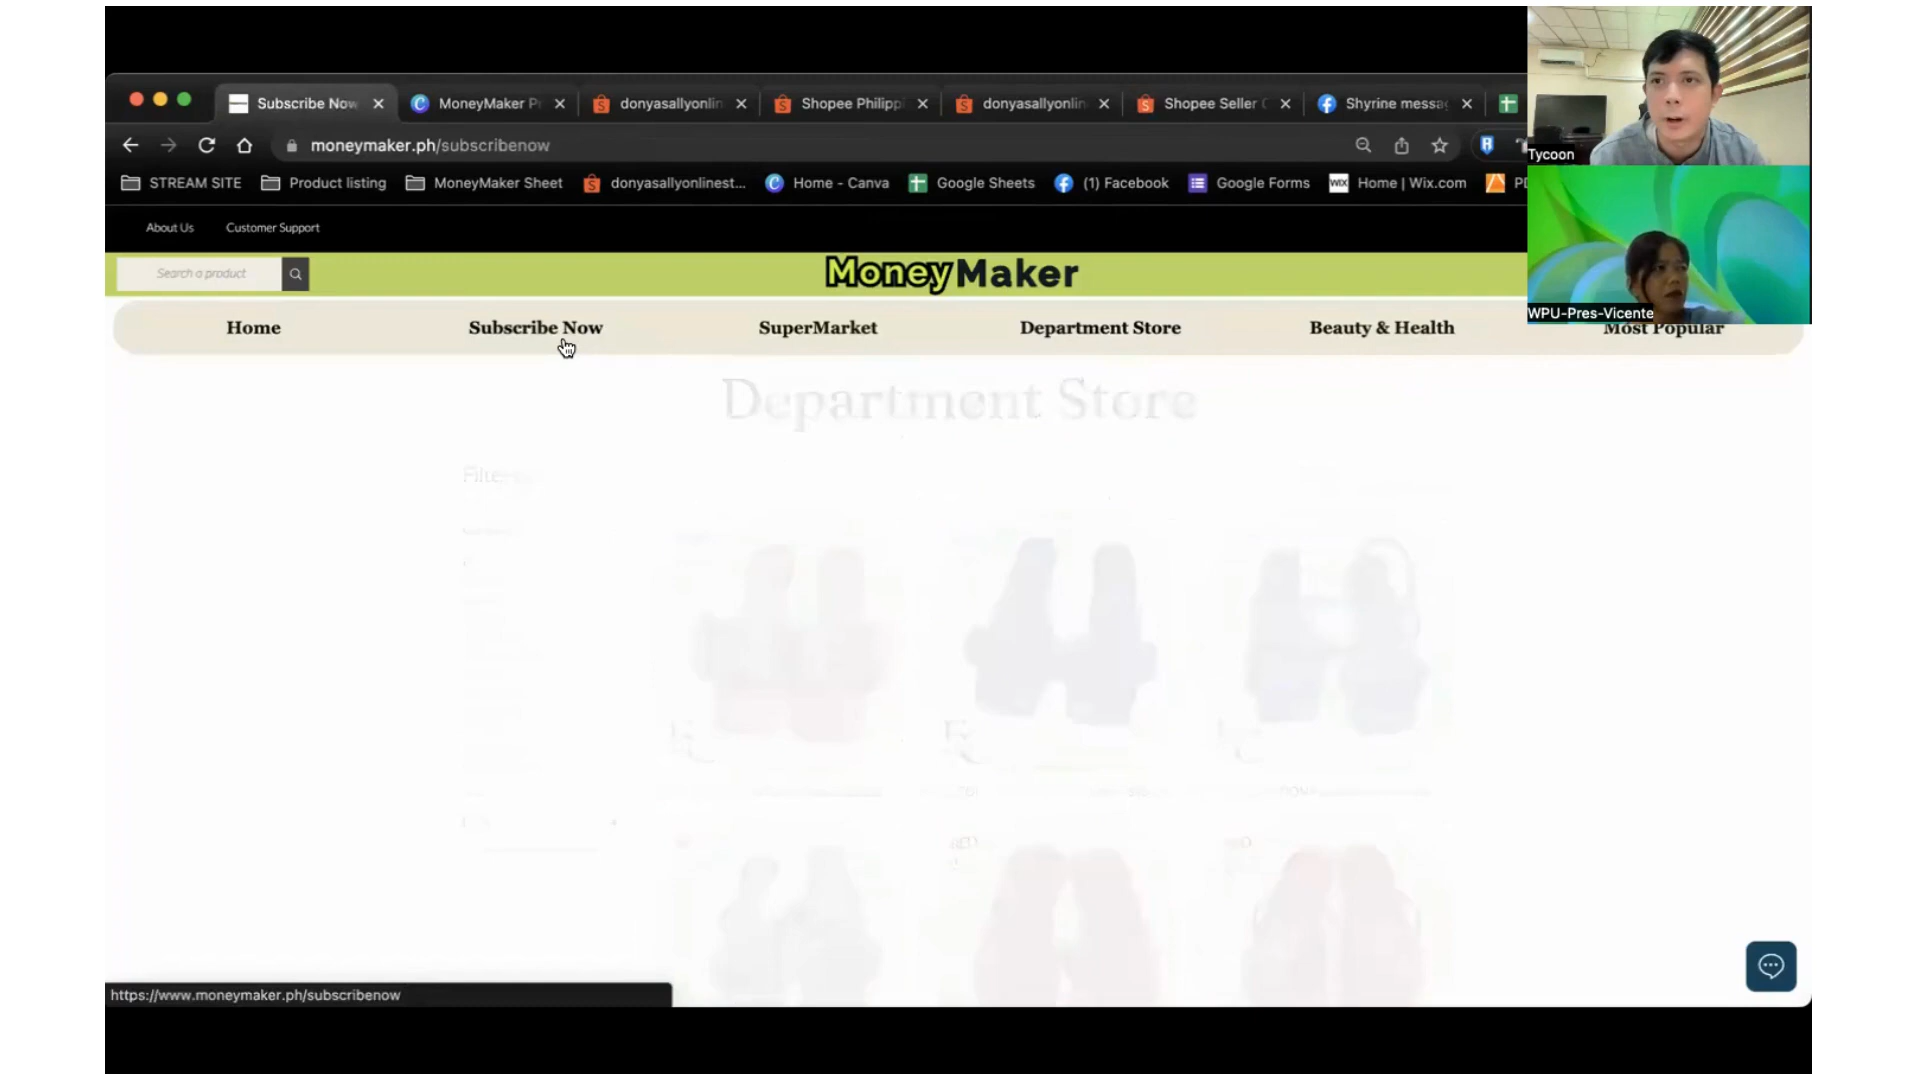 Subscribe Now
MoneyMaker P
donyasallyonlin
Shopee Philipp
donyasallyonlin
Shopee Seller C
Shyrine messag
moneymaker.ph/subscribenow
STREAM SITE
Product listing
MoneyMaker Sheet
donyasallyonlinest...
Home - Canva
Google Sheets
(1) Facebook
Google Forms
WIX
Home | Wix.com
Tycoon
WPU-Pres-Vicente
About Us
Customer Support
Search a product
MoneyMaker
Home
Subscribe Now
SuperMarket
Department Store
Beauty & Health
Most Popular
Department Store
https://www.moneymaker.ph/subscribenow